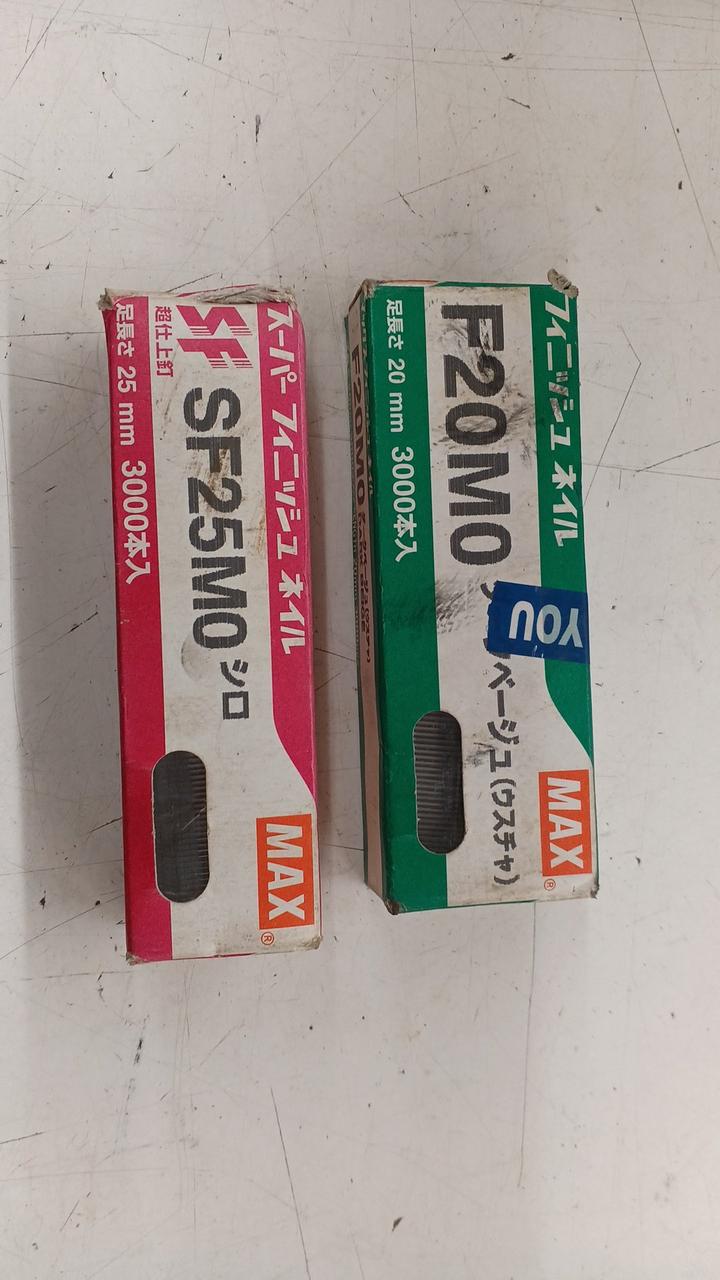 スーパー フィニッシュ ネイル
SF
超仕上釘
SF25M0 シロ
足長さ 25 mm 3000本入
MAX®
フィニッシュ ネイル
F20M0
ベージュ(ウスチャ)
YOU
足長さ 20 mm 3000本入
MAX®
F20M0